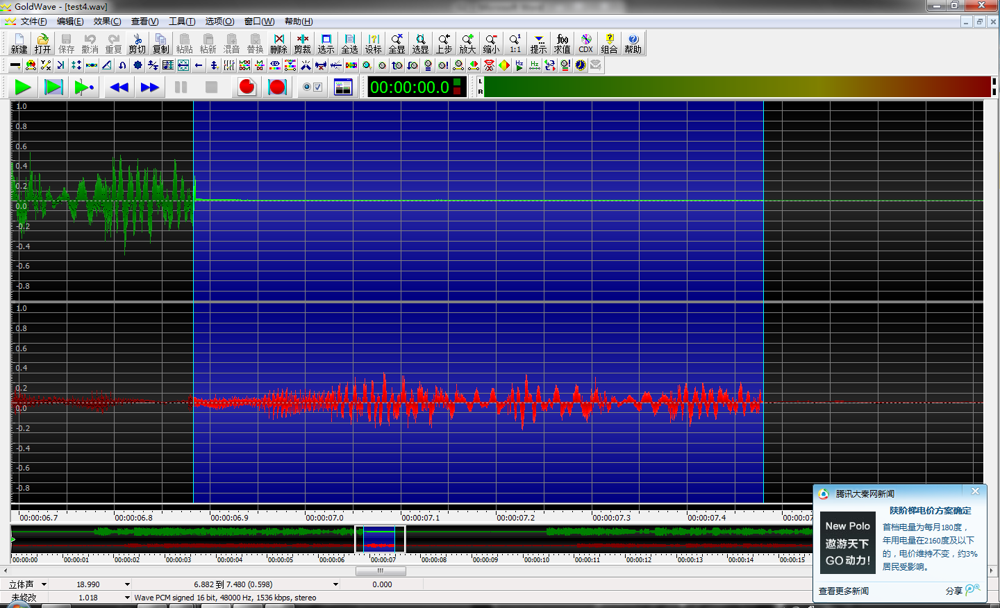 GoldWave - [test4.wav]
文件(F) 编辑(E) 效果(C) 查看(V) 工具(T) 选项(O) 窗口(W) 帮助(H)
新建 打开 保存 撤消 重复 剪切 复制 粘贴 粘新 混音 替换 删除 剪裁 选示 全选 设标 全显 选显 上步 放大 缩小 1:1 提示 求值 CDX 组合 帮助
00:00:00.0
L
R
1.0
0.8
0.6
0.4
0.2
0.0
-0.2
-0.4
-0.6
-0.8
1.0
0.8
0.6
0.4
0.2
0.0
-0.2
-0.4
-0.6
-0.8
00:00:06.7 00:00:06.8 00:00:06.9 00:00:07.0 00:00:07.1 00:00:07.2 00:00:07.3 00:00:07.4
00:00:00 00:00:01 00:00:02 00:00:03 00:00:04 00:00:05 00:00:06 00:00:07 00:00:08 00:00:09 00:00:10 00:00:11 00:00:12 00:00:13 00:00:14 00:00:15
立体声 18.990 6.882 到 7.480 (0.598) 0.000
未修改 1.018 Wave PCM signed 16 bit, 48000 Hz, 1536 kbps, stereo
腾讯大秦网新闻
陕阶梯电价方案确定
New Polo
遨游天下
GO 动力!
首档电量为每月180度，
年用电量在2160度及以下
的，电价维持不变，约3%
居民受影响。
查看更多新闻 分享